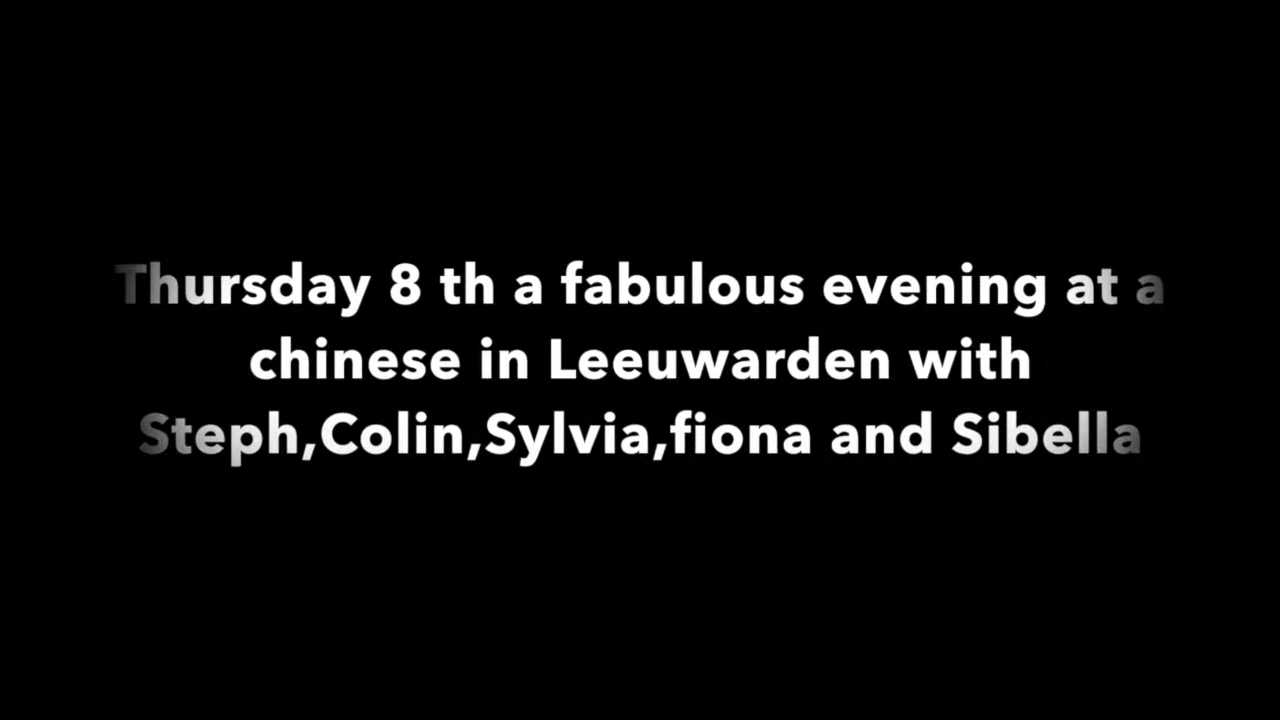 Thursday 8 th a fabulous evening at a
chinese in Leeuwarden with
Steph,Colin,Sylvia,fiona and Sibella